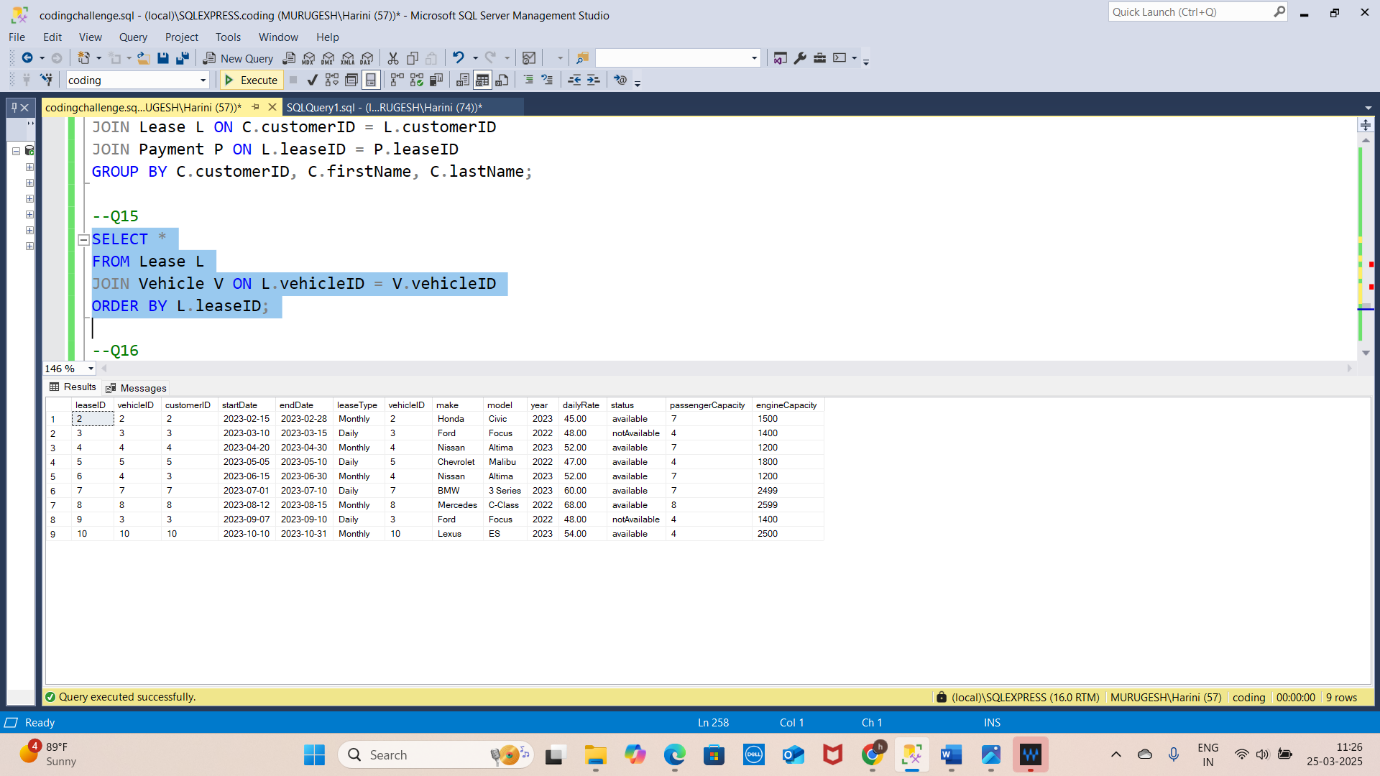 codingchallenge.sql - (local)\SQLEXPRESS.coding (MURUGESH\Harini (57))* - Microsoft SQL Server Management Studio
Quick Launch (Ctrl+Q)
File Edit View Query Project Tools Window Help
New Query
coding Execute
codingchallenge.sq...UGESH\Harini (57))* SQLQuery1.sql - (l...RUGESH\Harini (74))*
JOIN Lease L ON C.customerID = L.customerID
JOIN Payment P ON L.leaseID = P.leaseID
GROUP BY C.customerID, C.firstName, C.lastName;
--Q15
SELECT *
FROM Lease L
JOIN Vehicle V ON L.vehicleID = V.vehicleID
ORDER BY L.leaseID;
--Q16
146 %
Results Messages
leaseID vehicleID customerID startDate endDate leaseType vehicleID make model year dailyRate status passengerCapacity engineCapacity
1 2 2 2 2023-02-15 2023-02-28 Monthly 2 Honda Civic 2023 45.00 available 7 1500
2 3 3 3 2023-03-10 2023-03-15 Daily 3 Ford Focus 2022 48.00 notAvailable 4 1400
3 4 4 4 2023-04-20 2023-04-30 Monthly 4 Nissan Altima 2023 52.00 available 7 1200
4 5 5 5 2023-05-05 2023-05-10 Daily 5 Chevrolet Malibu 2022 47.00 available 4 1800
5 6 4 3 2023-06-15 2023-06-30 Monthly 4 Nissan Altima 2023 52.00 available 7 1200
6 7 7 7 2023-07-01 2023-07-10 Daily 7 BMW 3 Series 2023 60.00 available 7 2499
7 8 8 8 2023-08-12 2023-08-15 Monthly 8 Mercedes C-Class 2022 68.00 available 8 2599
8 9 3 3 2023-09-07 2023-09-10 Daily 3 Ford Focus 2022 48.00 notAvailable 4 1400
9 10 10 10 2023-10-10 2023-10-31 Monthly 10 Lexus ES 2023 54.00 available 4 2500
Query executed successfully. (local)\SQLEXPRESS (16.0 RTM) MURUGESH\Harini (57) coding 00:00:00 9 rows
Ready Ln 258 Col 1 Ch 1 INS
4 89°F
Sunny
Search
DELL
h
ENG
IN
11:26
25-03-2025